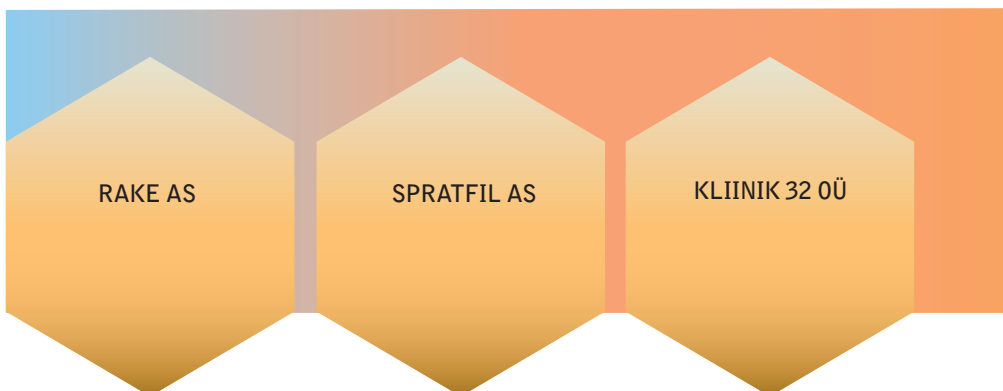 RAKE AS
SPRATFIL AS
KLIINIK 32 OÜ